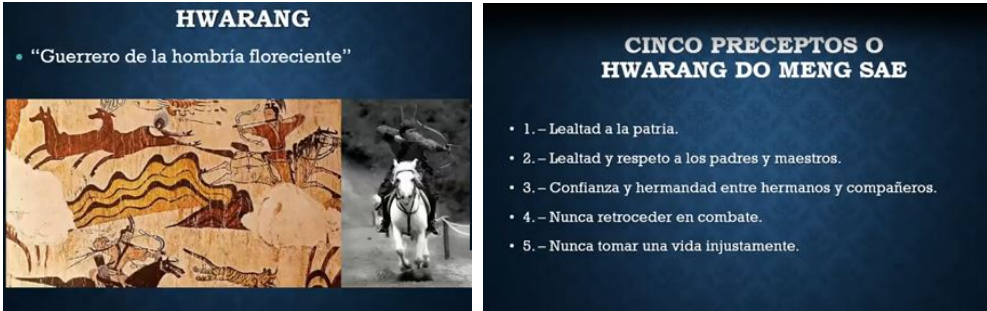 HWARANG
• “Guerrero de la hombría floreciente”
CINCO PRECEPTOS O
HWARANG DO MENG SAE
• 1. – Lealtad a la patria.
• 2. – Lealtad y respeto a los padres y maestros.
• 3. – Confianza y hermandad entre hermanos y compañeros.
• 4. – Nunca retroceder en combate.
• 5. – Nunca tomar una vida injustamente.